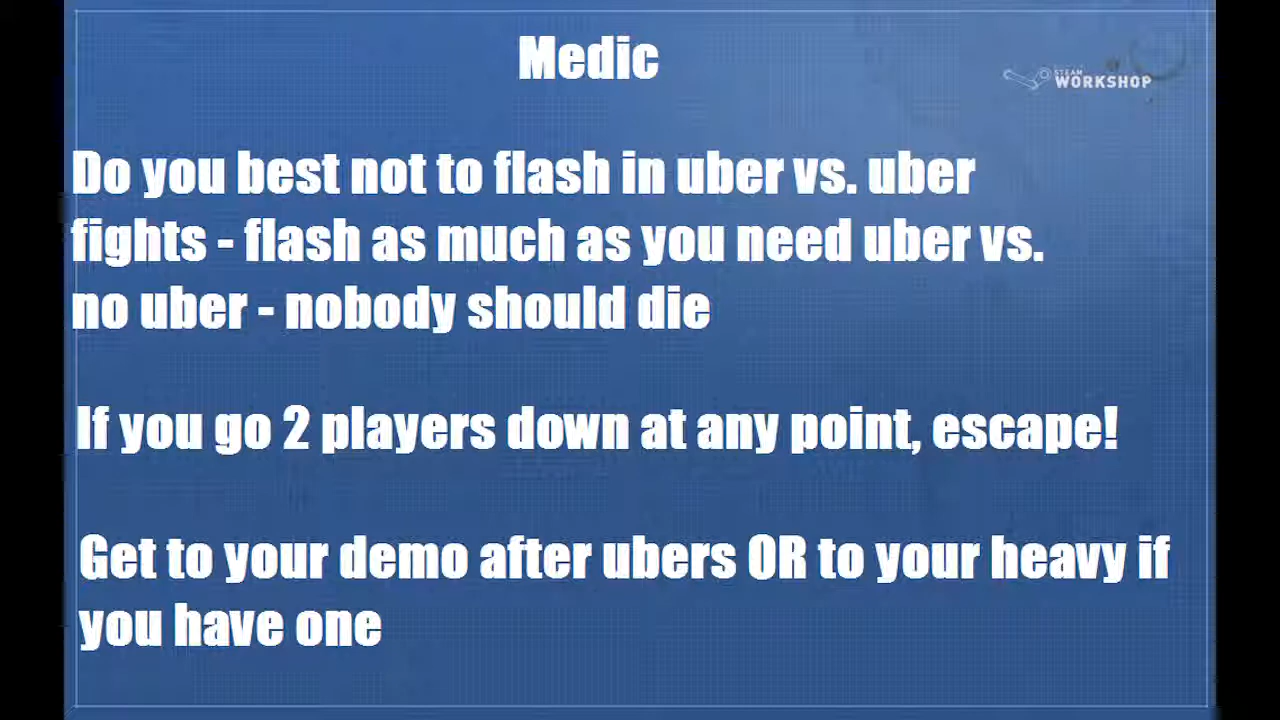 Medic
STEAM
WORKSHOP
Do you best not to flash in uber vs. uber
fights - flash as much as you need uber vs.
no uber - nobody should die
If you go 2 players down at any point, escape!
Get to your demo after ubers OR to your heavy if
you have one